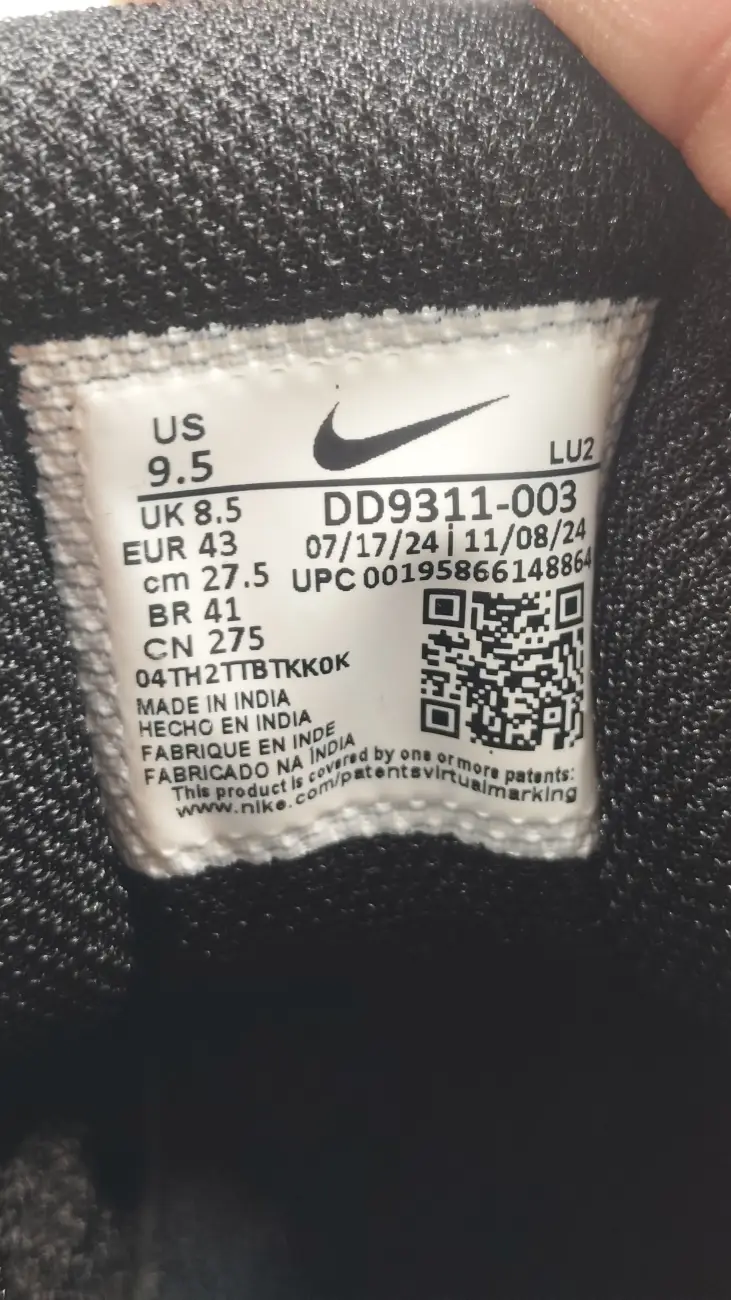 US
9.5
LU2
UK 8.5
DD9311-003
EUR 43
07/17/24 | 11/08/24
cm 27.5
UPC 00195866148864
BR 41
CN 275
04TH2TTBTKK0K
MADE IN INDIA
HECHO EN INDIA
FABRIQUE EN INDE
FABRICADO NA ÍNDIA
This product is covered by one or more patents:
www.nike.com/patentsvirtualmarking